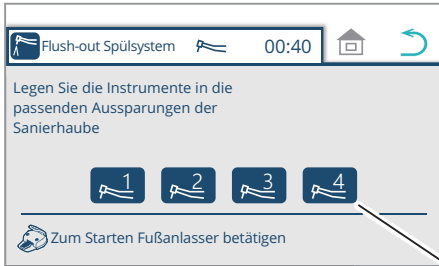 Flush-out Spülsystem 00:40
Legen Sie die Instrumente in die
passenden Aussparungen der
Sanierhaube
1 2 3 4
Zum Starten Fußanlasser betätigen